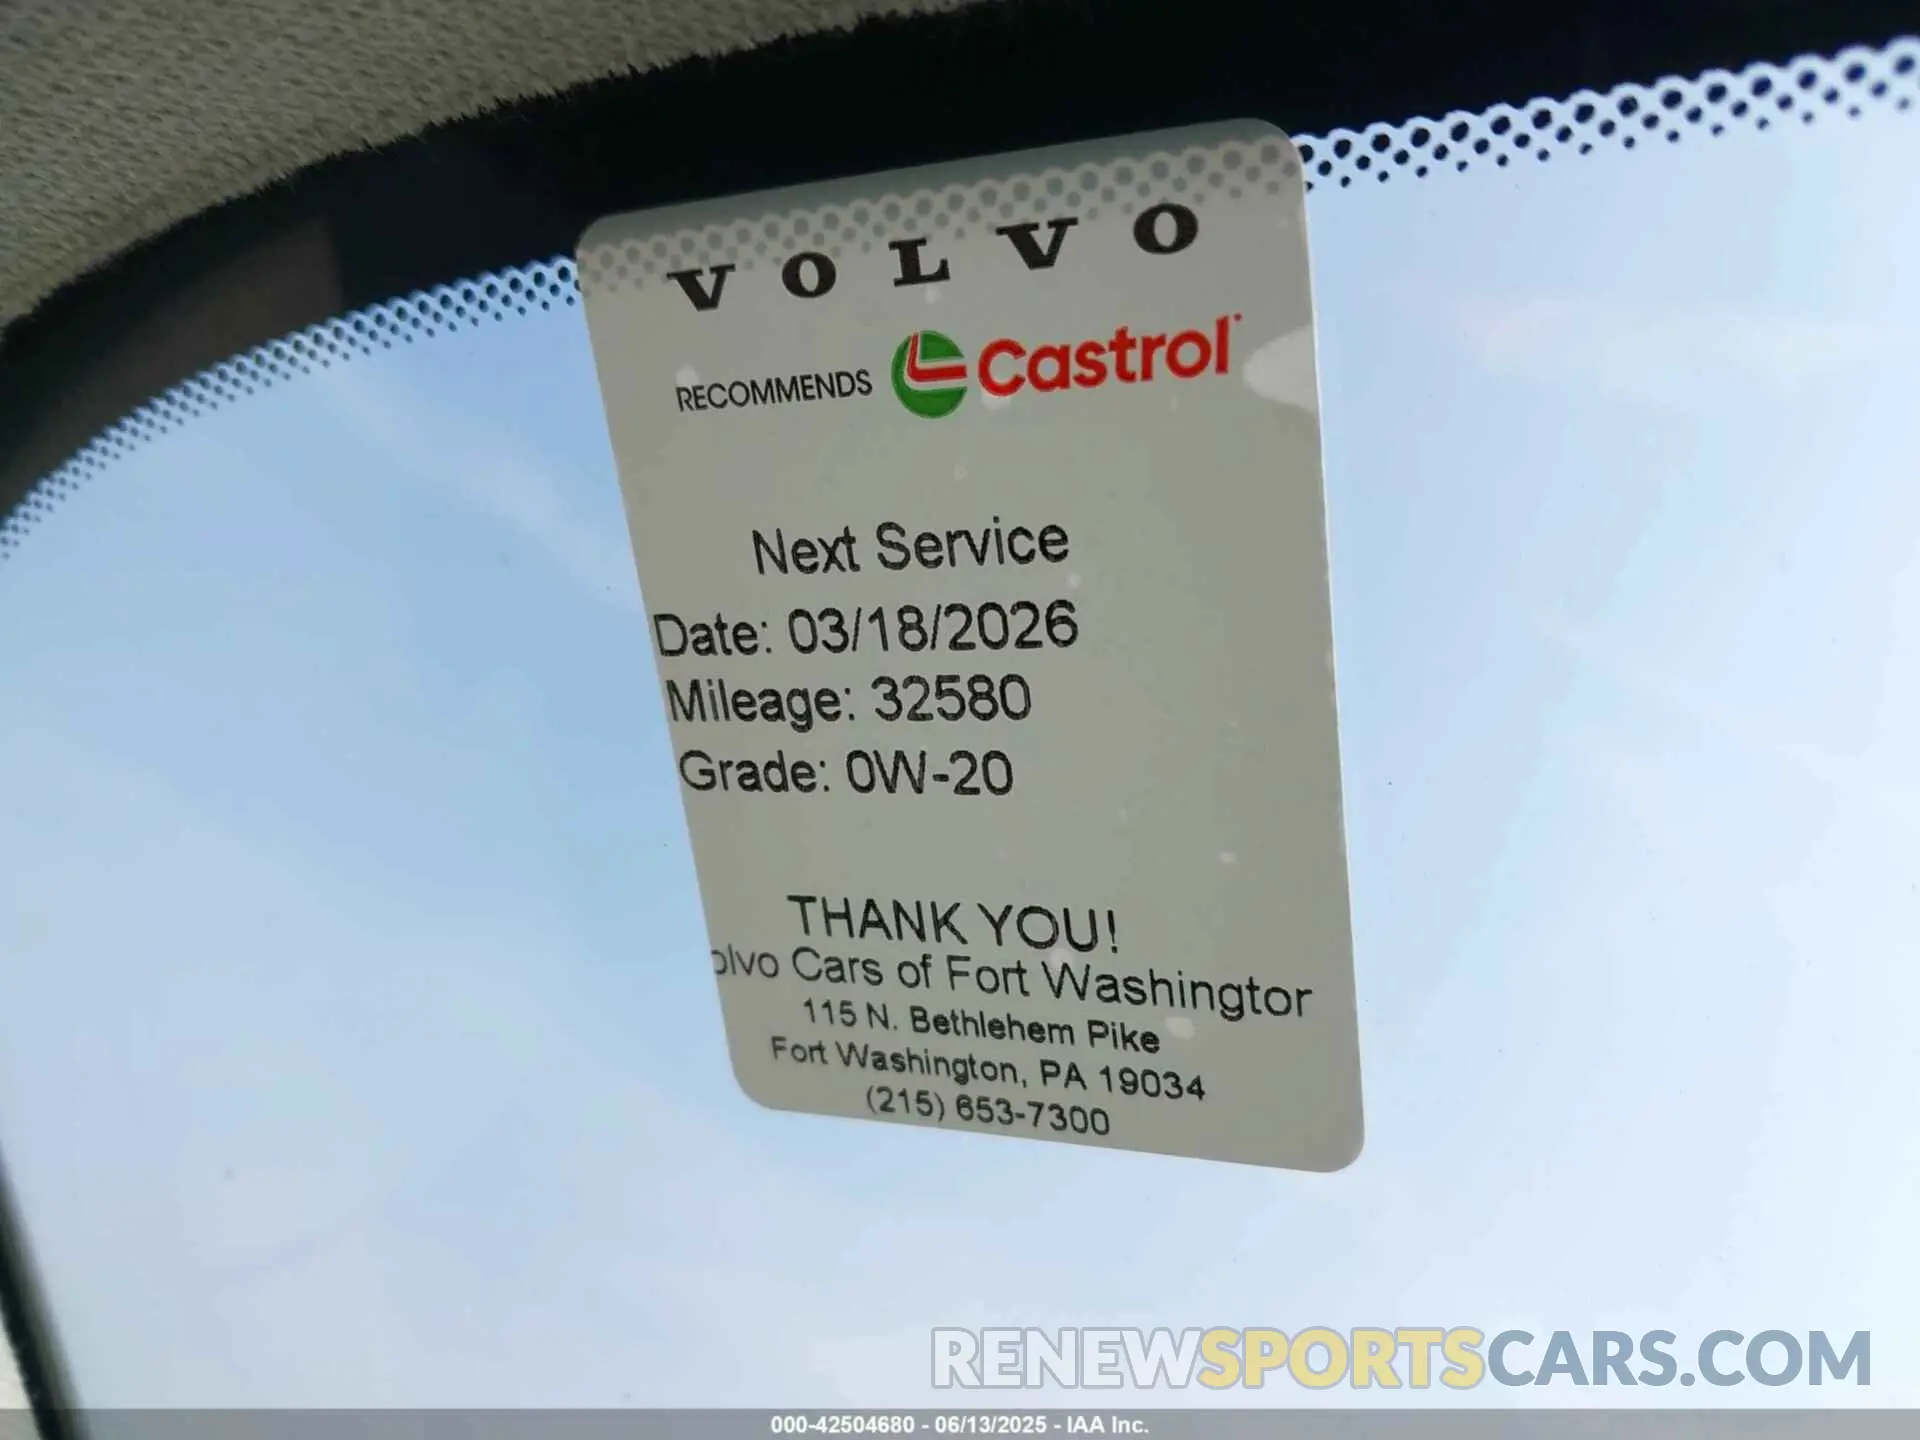 VOLVO
RECOMMENDS Castrol
Next Service
Date: 03/18/2026
Mileage: 32580
Grade: 0W-20
THANK YOU!
olvo Cars of Fort Washingtor
115 N. Bethlehem Pike
Fort Washington, PA 19034
(215) 653-7300
RENEWSPORTSCARS.COM
000-42504680 - 06/13/2025 - IAA Inc.